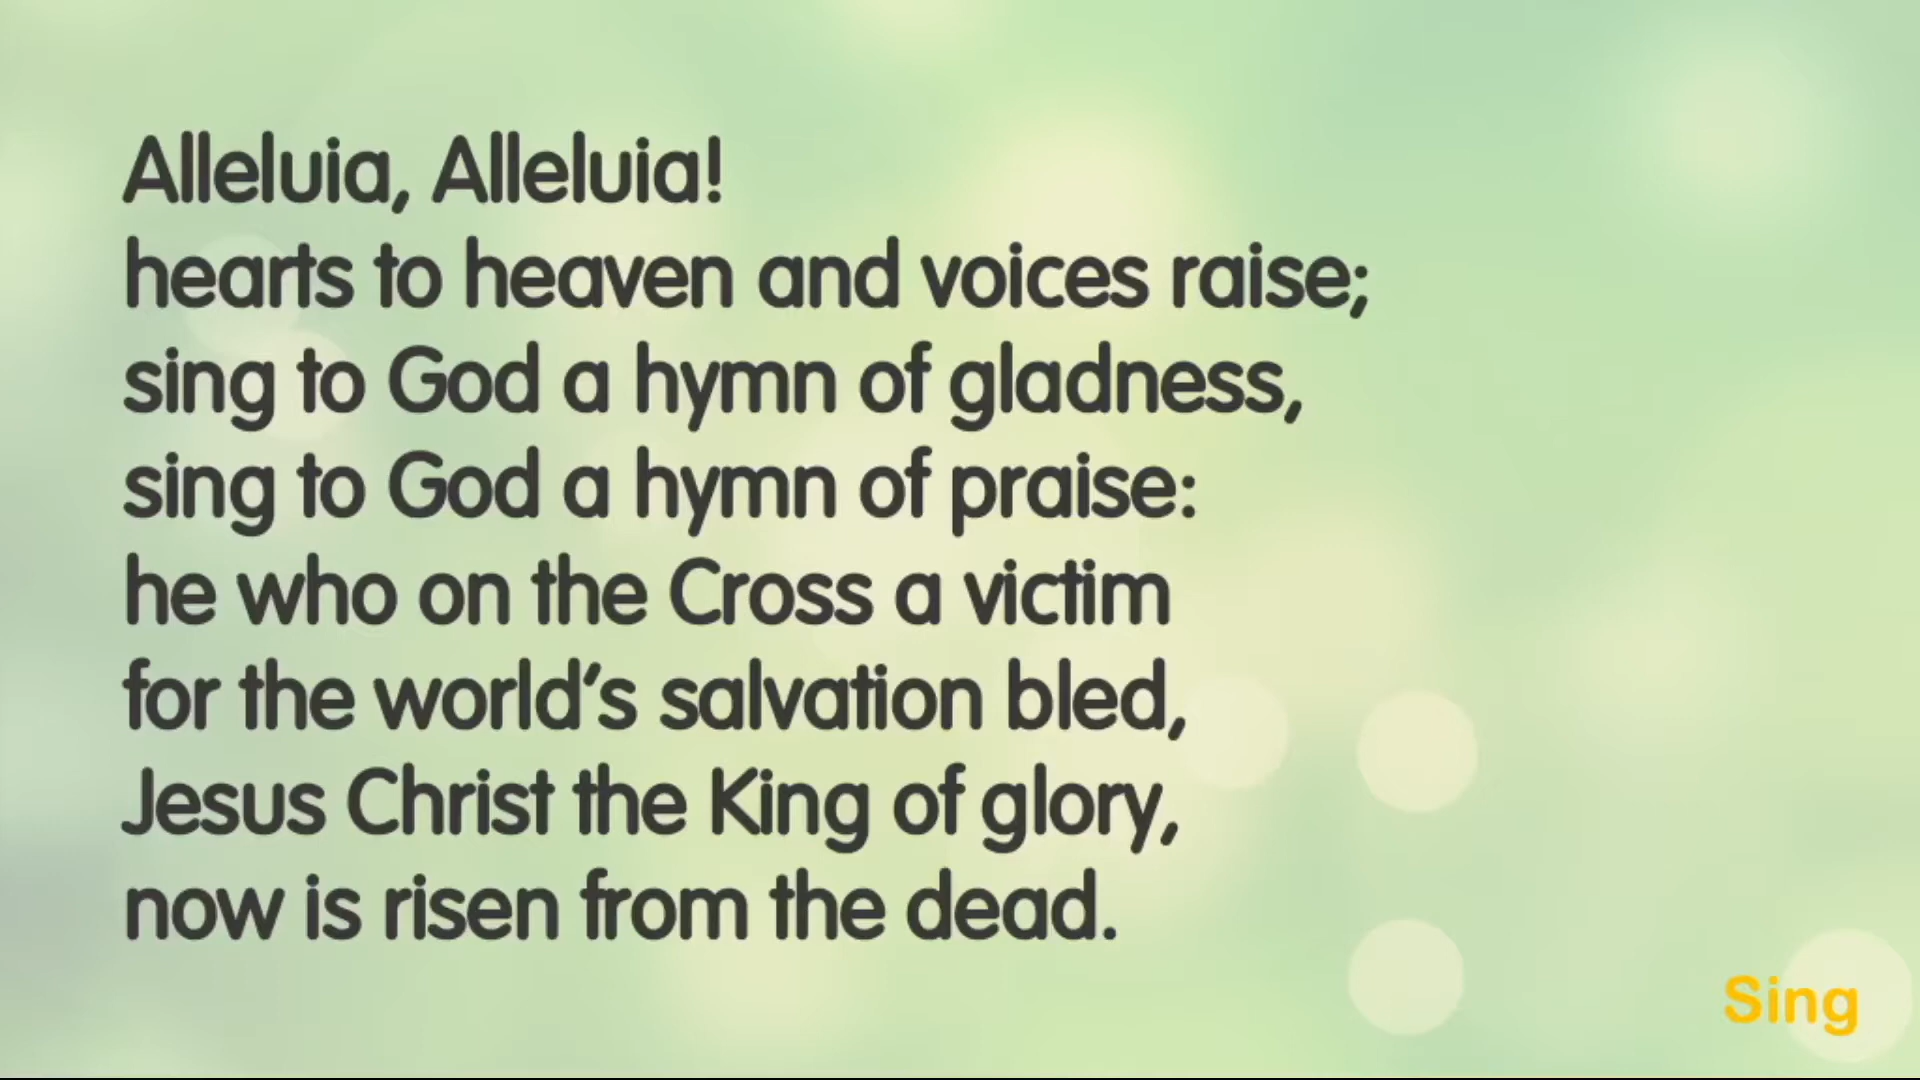 Alleluia, Alleluia!
hearts to heaven and voices raise;
sing to God a hymn of gladness,
sing to God a hymn of praise:
he who on the Cross a victim
for the world’s salvation bled,
Jesus Christ the King of glory,
now is risen from the dead.
Sing